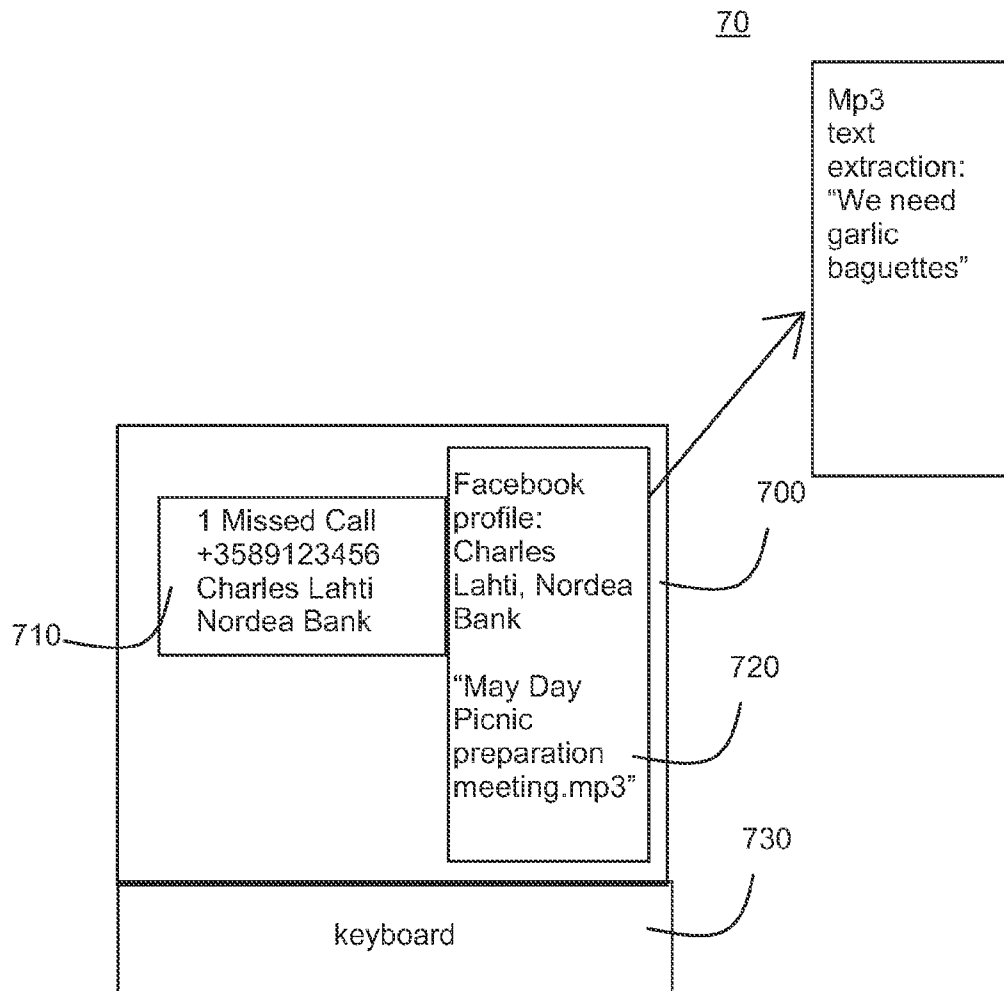 70
Mp3
text
extraction:
“We need
garlic
baguettes”
700
1 Missed Call
+3589123456
Charles Lahti
Nordea Bank
710
Facebook
profile:
Charles
Lahti, Nordea
Bank
“May Day
Picnic
preparation
meeting.mp3”
720
730
keyboard